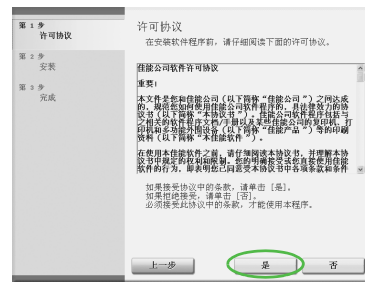 第 1 步
许可协议
第 2 步
安装
第 3 步
完成
许可协议
在安装软件程序前，请仔细阅读下面的许可协议。
佳能公司软件许可协议
重要！
本文件是您和佳能公司（以下简称“佳能公司”）之间达成
的，规范您如何使用佳能公司软件程序的，具法律效力的协
议书（以下简称“本协议书”）。佳能公司软件程序包括与
之相关的软件程序文档/手册以及某些佳能公司的复印机、打
印机和多功能外围设备（以下简称“佳能产品”）等的印刷
资料（以下简称“本佳能软件”）。
在使用本佳能软件之前，请仔细阅读本协议书，并理解本协
议书中规定的权利和限制。您的明确接受或您直接使用佳能
软件的行为，即表明您已同意受本协议书中各项条款和条件
如果接受协议中的条款，请单击［是］。
如果拒绝接受，请单击［否］。
必须接受此协议中的条款，才能使用本程序。
上一步
是
否